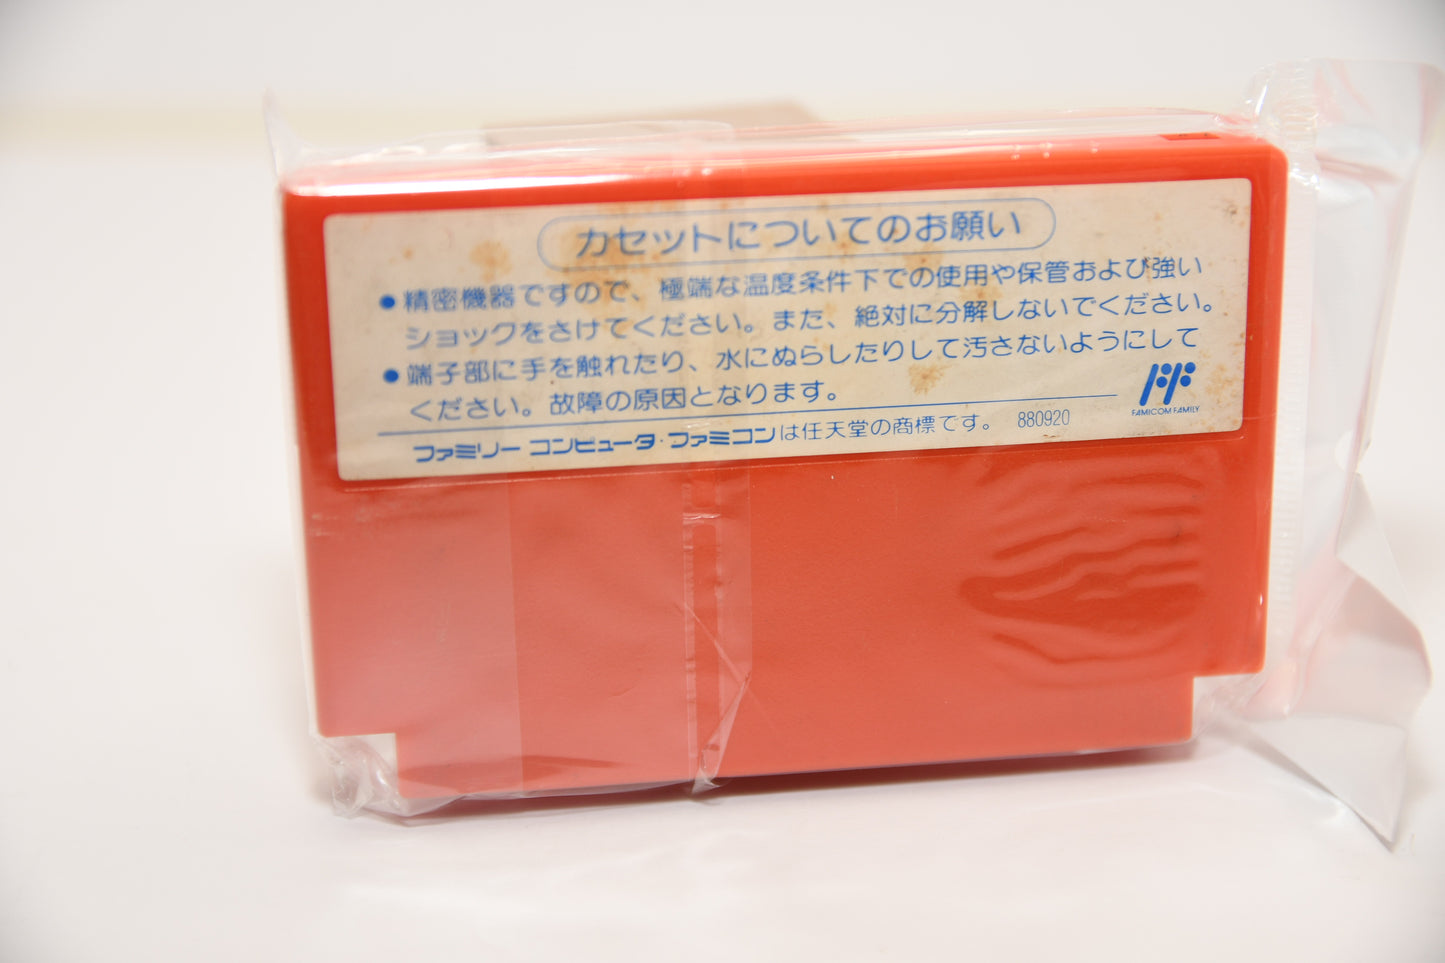 カセットについてのお願い
●精密機器ですので、極端な温度条件下での使用や保管および強い
ショックをさけてください。また、絶対に分解しないでください。
●端子部に手を触れたり、水にぬらしたりして汚さないようにして
ください。故障の原因となります。
FAMICOM FAMILY
ファミリー コンピュータ・ファミコンは任天堂の商標です。 880920